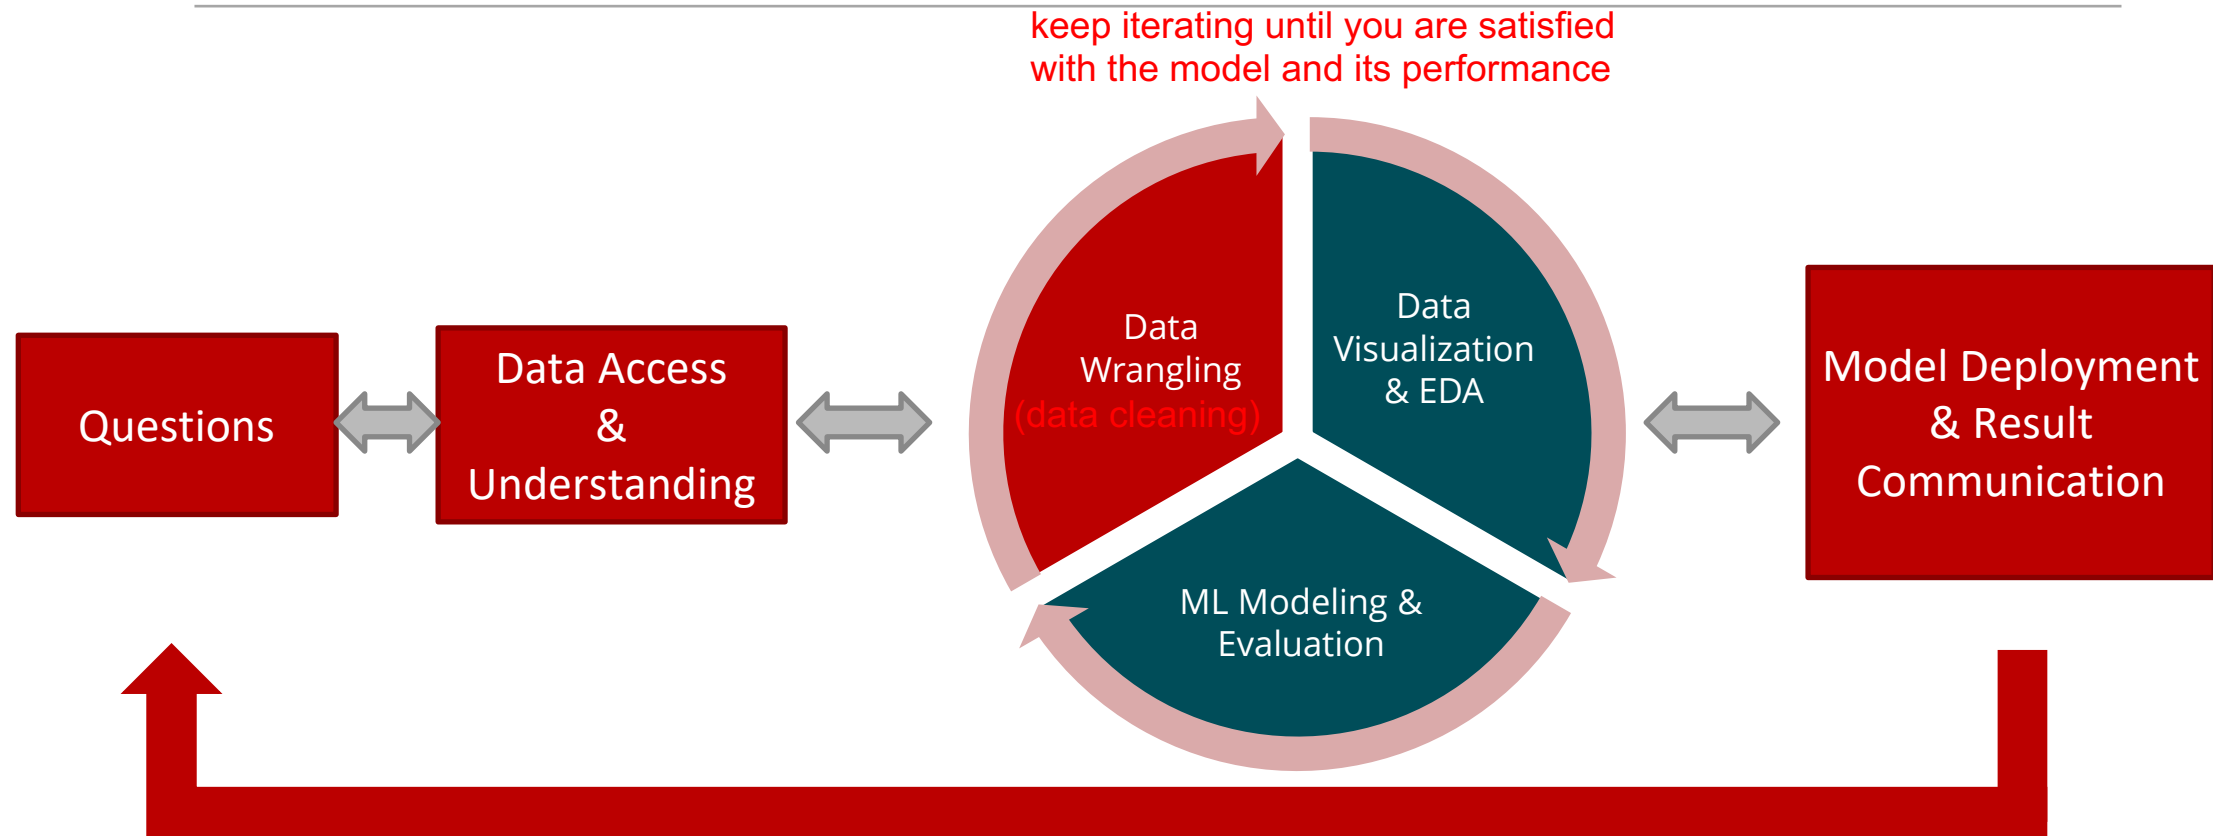 keep iterating until you are satisfied
with the model and its performance
Questions
Data Access
&
Understanding
Data
Wrangling
(data cleaning)
Data
Visualization
& EDA
ML Modeling &
Evaluation
Model Deployment
& Result
Communication